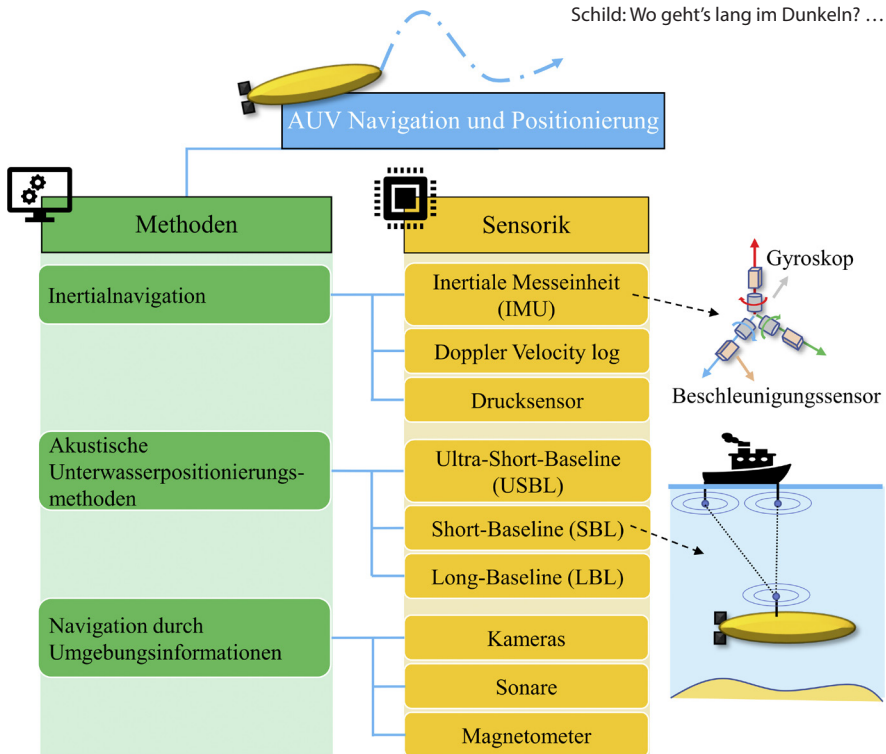 Schild: Wo geht’s lang im Dunkeln? …
AUV Navigation und Positionierung
Methoden
Sensorik
Inertialnavigation
Inertiale Messeinheit
(IMU)
Doppler Velocity log
Drucksensor
Gyroskop
Beschleunigungssensor
Akustische
Unterwasserpositionierungs-
methoden
Ultra-Short-Baseline
(USBL)
Short-Baseline (SBL)
Long-Baseline (LBL)
Navigation durch
Umgebungsinformationen
Kameras
Sonare
Magnetometer